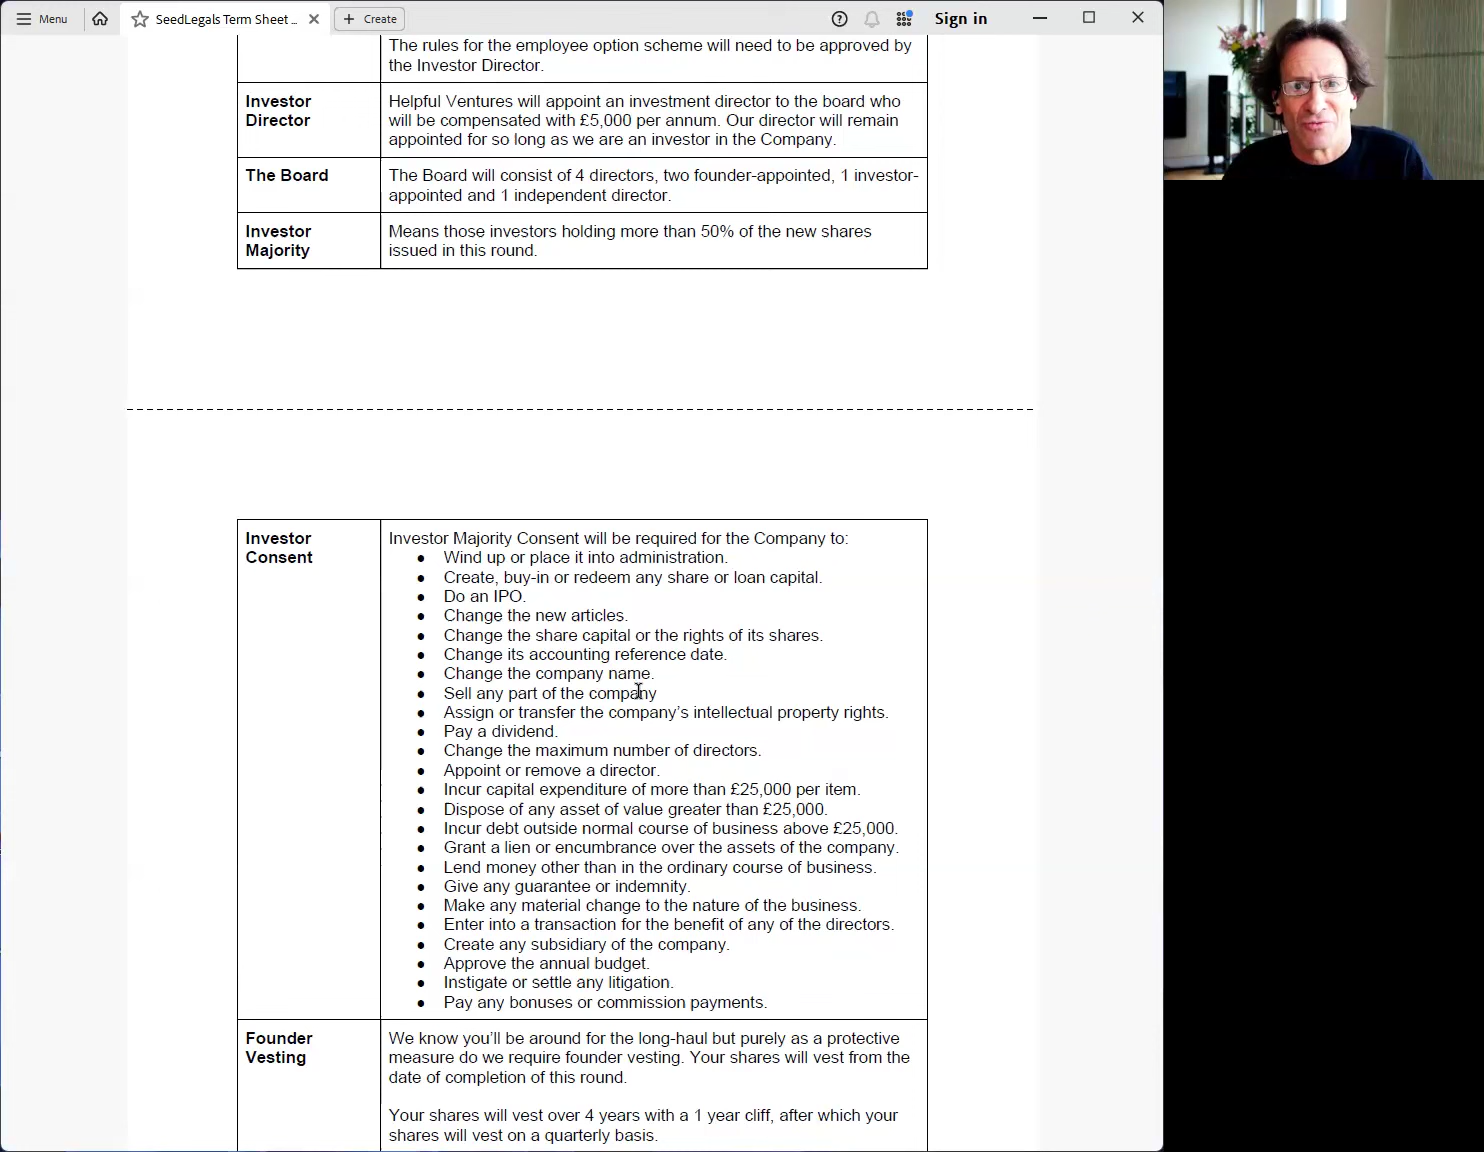 Menu
SeedLegals Term Sheet ...
Create
Sign in
The rules for the employee option scheme will need to be approved by
the Investor Director.
Investor
Director
Helpful Ventures will appoint an investment director to the board who
will be compensated with £5,000 per annum. Our director will remain
appointed for so long as we are an investor in the Company.
The Board
The Board will consist of 4 directors, two founder-appointed, 1 investor-
appointed and 1 independent director.
Investor
Majority
Means those investors holding more than 50% of the new shares
issued in this round.
Investor
Consent
Investor Majority Consent will be required for the Company to:
● Wind up or place it into administration.
● Create, buy-in or redeem any share or loan capital.
● Do an IPO.
● Change the new articles.
● Change the share capital or the rights of its shares.
● Change its accounting reference date.
● Change the company name.
● Sell any part of the company
● Assign or transfer the company's intellectual property rights.
● Pay a dividend.
● Change the maximum number of directors.
● Appoint or remove a director.
● Incur capital expenditure of more than £25,000 per item.
● Dispose of any asset of value greater than £25,000.
● Incur debt outside normal course of business above £25,000.
● Grant a lien or encumbrance over the assets of the company.
● Lend money other than in the ordinary course of business.
● Give any guarantee or indemnity.
● Make any material change to the nature of the business.
● Enter into a transaction for the benefit of any of the directors.
● Create any subsidiary of the company.
● Approve the annual budget.
● Instigate or settle any litigation.
● Pay any bonuses or commission payments.
Founder
Vesting
We know you'll be around for the long-haul but purely as a protective
measure do we require founder vesting. Your shares will vest from the
date of completion of this round.
Your shares will vest over 4 years with a 1 year cliff, after which your
shares will vest on a quarterly basis.